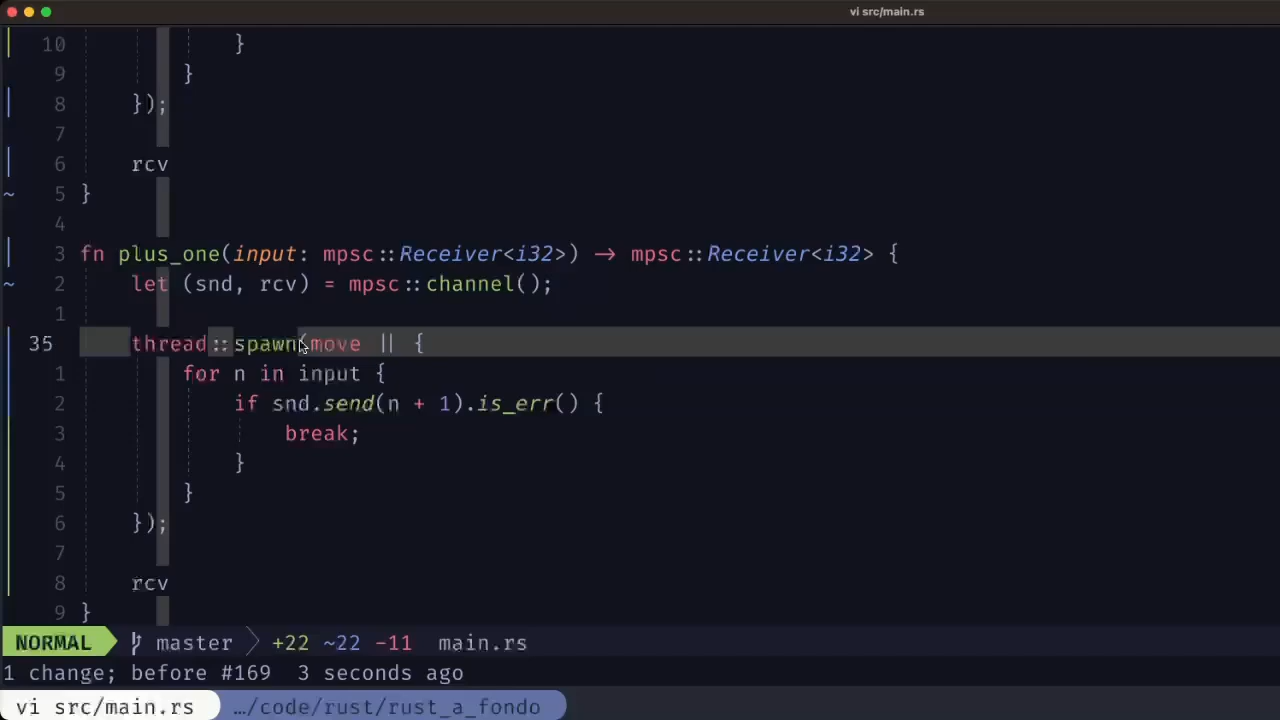 vi src/main.rs
10 }
9 }
8 });
7
6 rcv
~ 5 }
4
3 fn plus_one(input: mpsc::Receiver<i32>) → mpsc::Receiver<i32> {
~ 2 let (snd, rcv) = mpsc::channel();
1
35 thread::spawn(move || {
1 for n in input {
2 if snd.send(n + 1).is_err() {
3 break;
4 }
5 }
6 });
7
8 rcv
9 }
NORMAL master +22 ~22 -11 main.rs
1 change; before #169 3 seconds ago
vi src/main.rs …/code/rust/rust_a_fondo